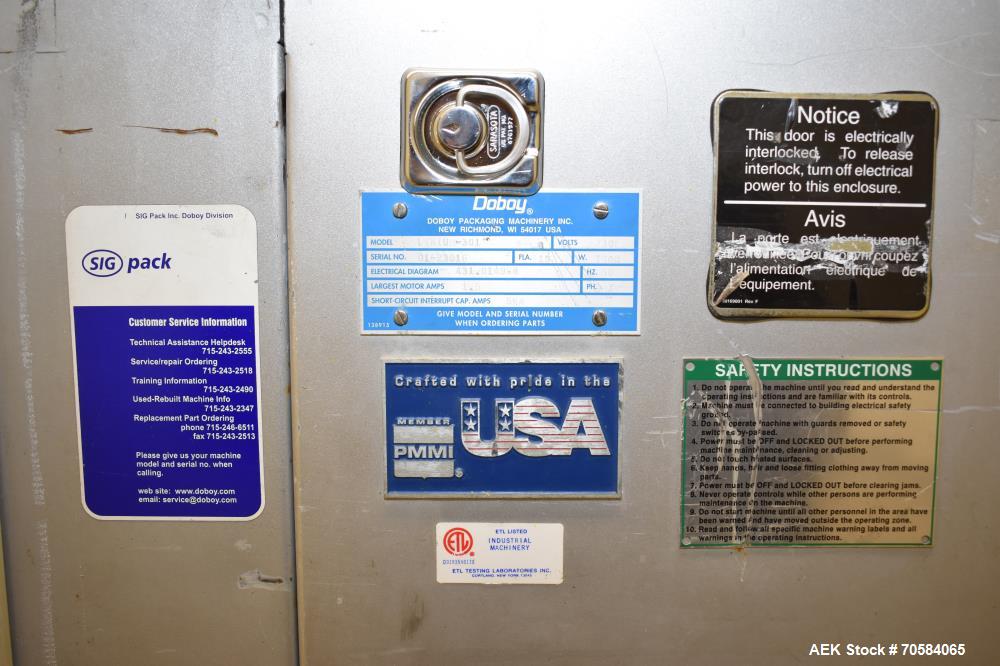 SIG Pack Inc. Doboy Division
SIG pack
Customer Service Information
Technical Assistance Helpdesk
715-243-2555
Service/repair Ordering
715-243-2518
Training Information
715-243-2490
Used-Rebuilt Machine Info
715-243-2347
Replacement Part Ordering
phone 715-246-6511
fax 715-243-2513
Please give us your machine
model and serial no. when
calling.
web site: www.doboy.com
email: service@doboy.com
SARASOTA
Doboy®
DOBOY PACKAGING MACHINERY INC.
NEW RICHMOND, WI 54017 USA
MODEL VOLTS
SERIAL NO. 01-23018 FLA. W.
ELECTRICAL DIAGRAM HZ.
LARGEST MOTOR AMPS PH.
SHORT-CIRCUIT INTERRUPT CAP. AMPS
GIVE MODEL AND SERIAL NUMBER
WHEN ORDERING PARTS
Crafted with pride in the
USA
MEMBER
PMMI
ETL LISTED
INDUSTRIAL
MACHINERY
ETL
ETL TESTING LABORATORIES INC.
CORTLAND, NEW YORK 13045
Notice
This door is electrically
interlocked. To release
interlock, turn off electrical
power to this enclosure.
Avis
La porte est electriquement
coupez
l'alimentation électrique de
L'equipement.
SAFETY INSTRUCTIONS
1. Do not operate the machine until you read and understand the
operating instructions and are familiar with its controls.
2. Machine must be connected to building electrical safety
ground.
3. Do not operate machine with guards removed or safety
switches by-passed.
4. Power must be OFF and LOCKED OUT before performing
machine maintenance, cleaning or adjusting.
5. Do not touch heated surfaces.
6. Keep hands, hair and loose fitting clothing away from moving
parts.
7. Power must be OFF and LOCKED OUT before clearing jams.
8. Never operate controls while other persons are performing
maintenance on the machine.
9. Do not start machine until all other personnel in the area have
been warned and have moved outside the operating zone.
10. Read and follow all specific machine warning labels and all
warnings in the operating instructions.
AEK Stock #70584065